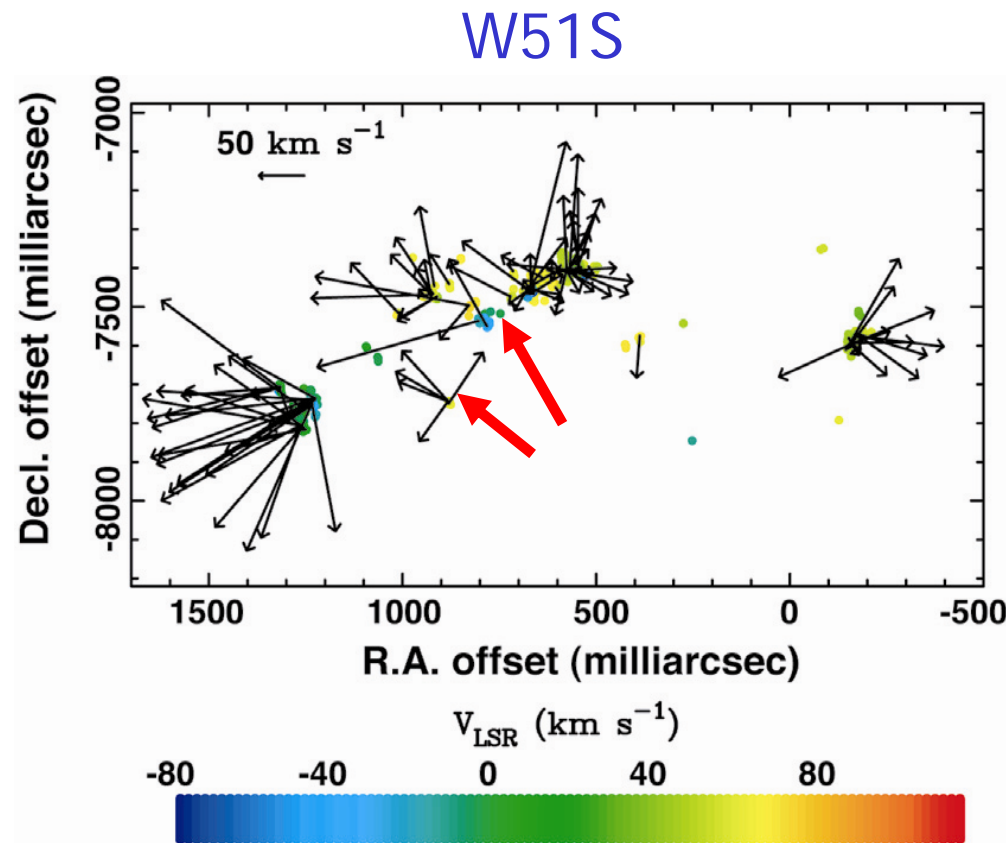 W51S
50 km s⁻¹
Decl. offset (milliarcsec)
-7000
-7500
-8000
1500 1000 500 0 -500
R.A. offset (milliarcsec)
V_LSR (km s⁻¹)
-80 -40 0 40 80